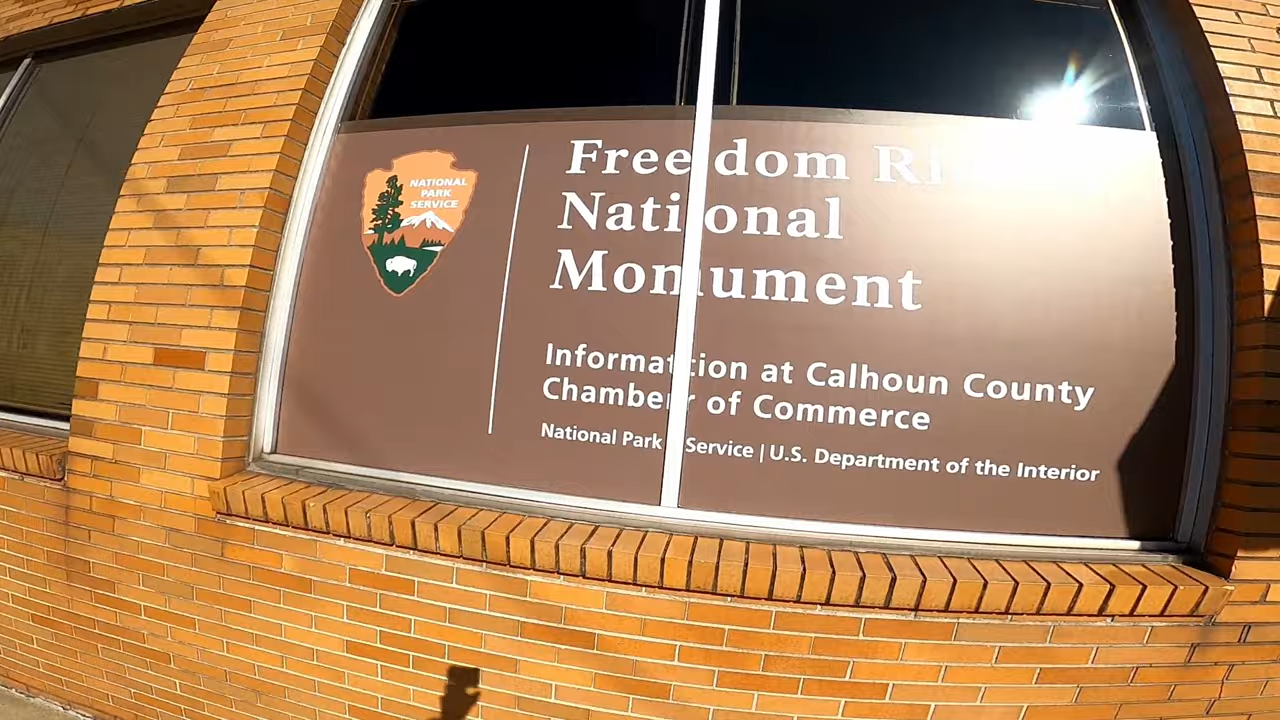 NATIONAL
PARK
SERVICE
Freedom
National
Monument
Information at Calhoun County
Chamber of Commerce
National Park Service | U.S. Department of the Interior